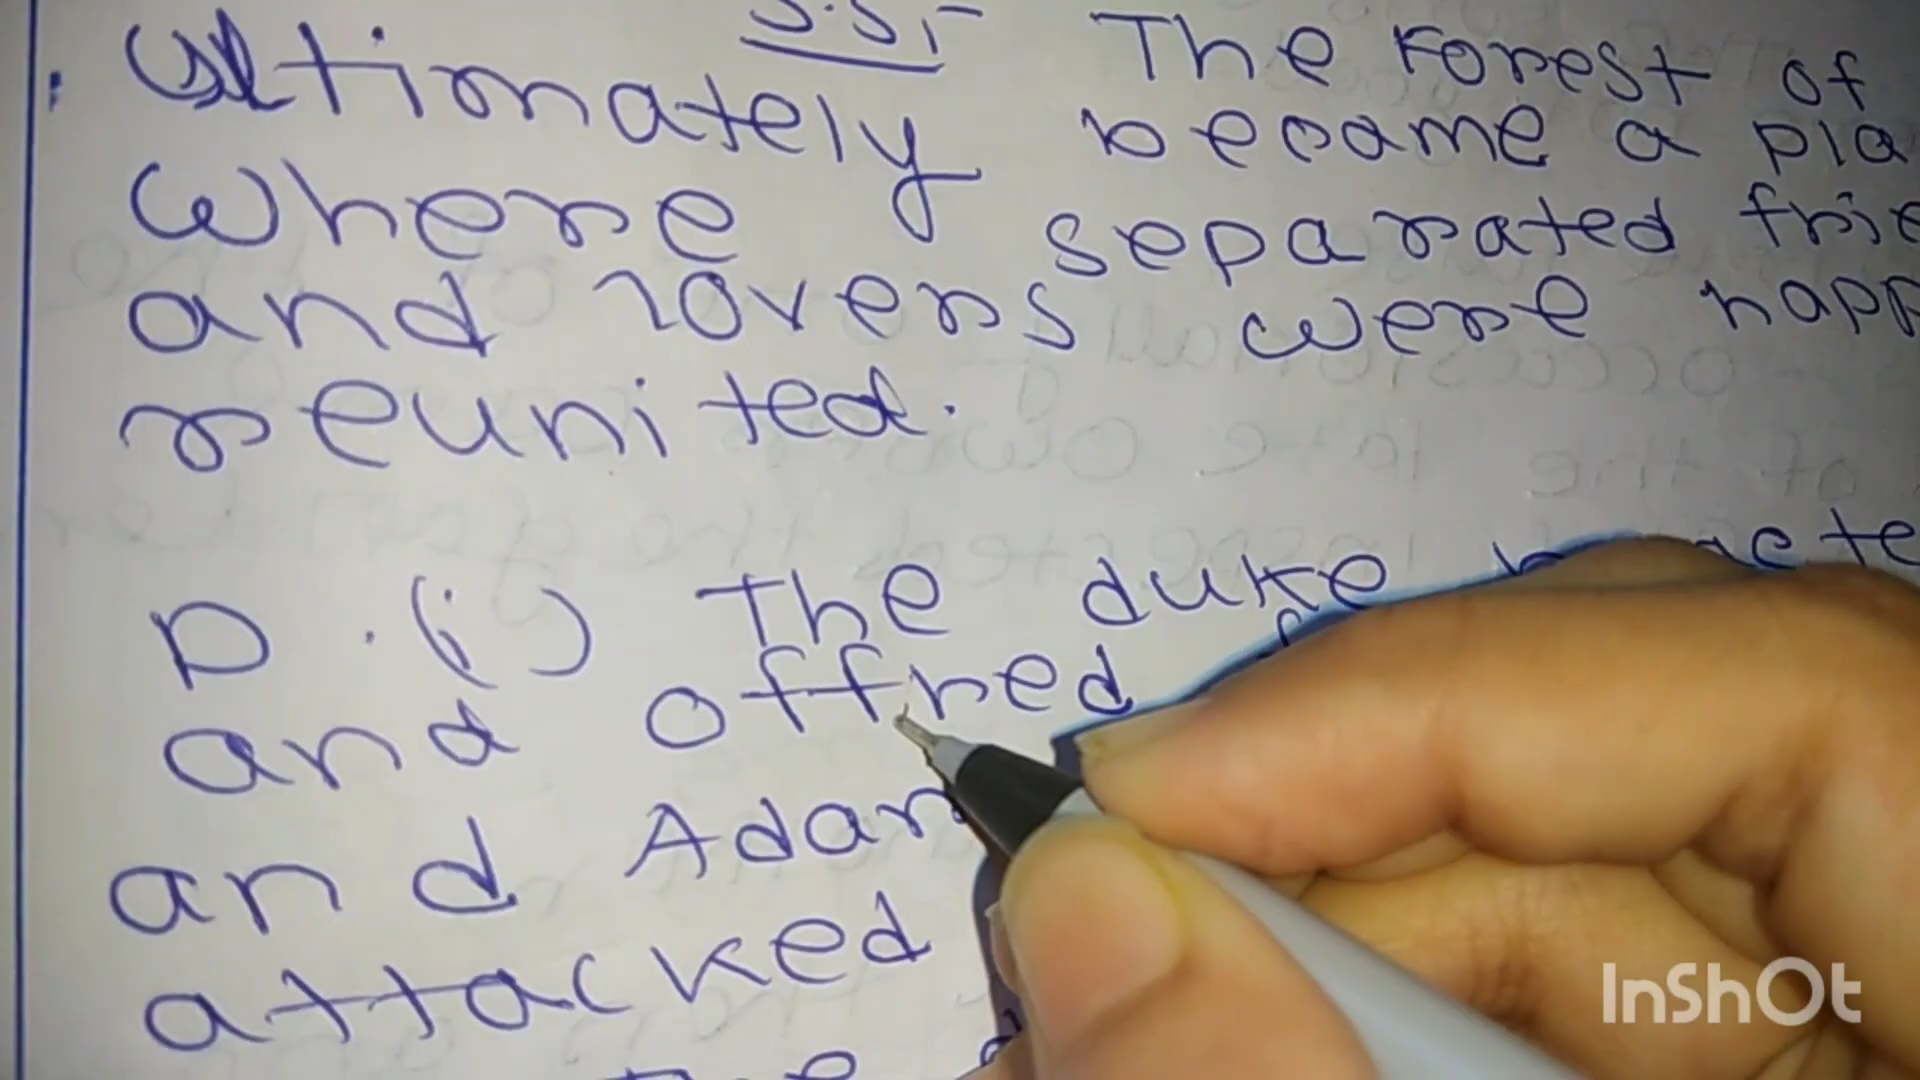 S.S,-
Ultimately The Forest of
became a pla
where separated frie
and lovers were happ
reunited.
D. (i) The duke
and offred
and Adam
attacked
InShOt